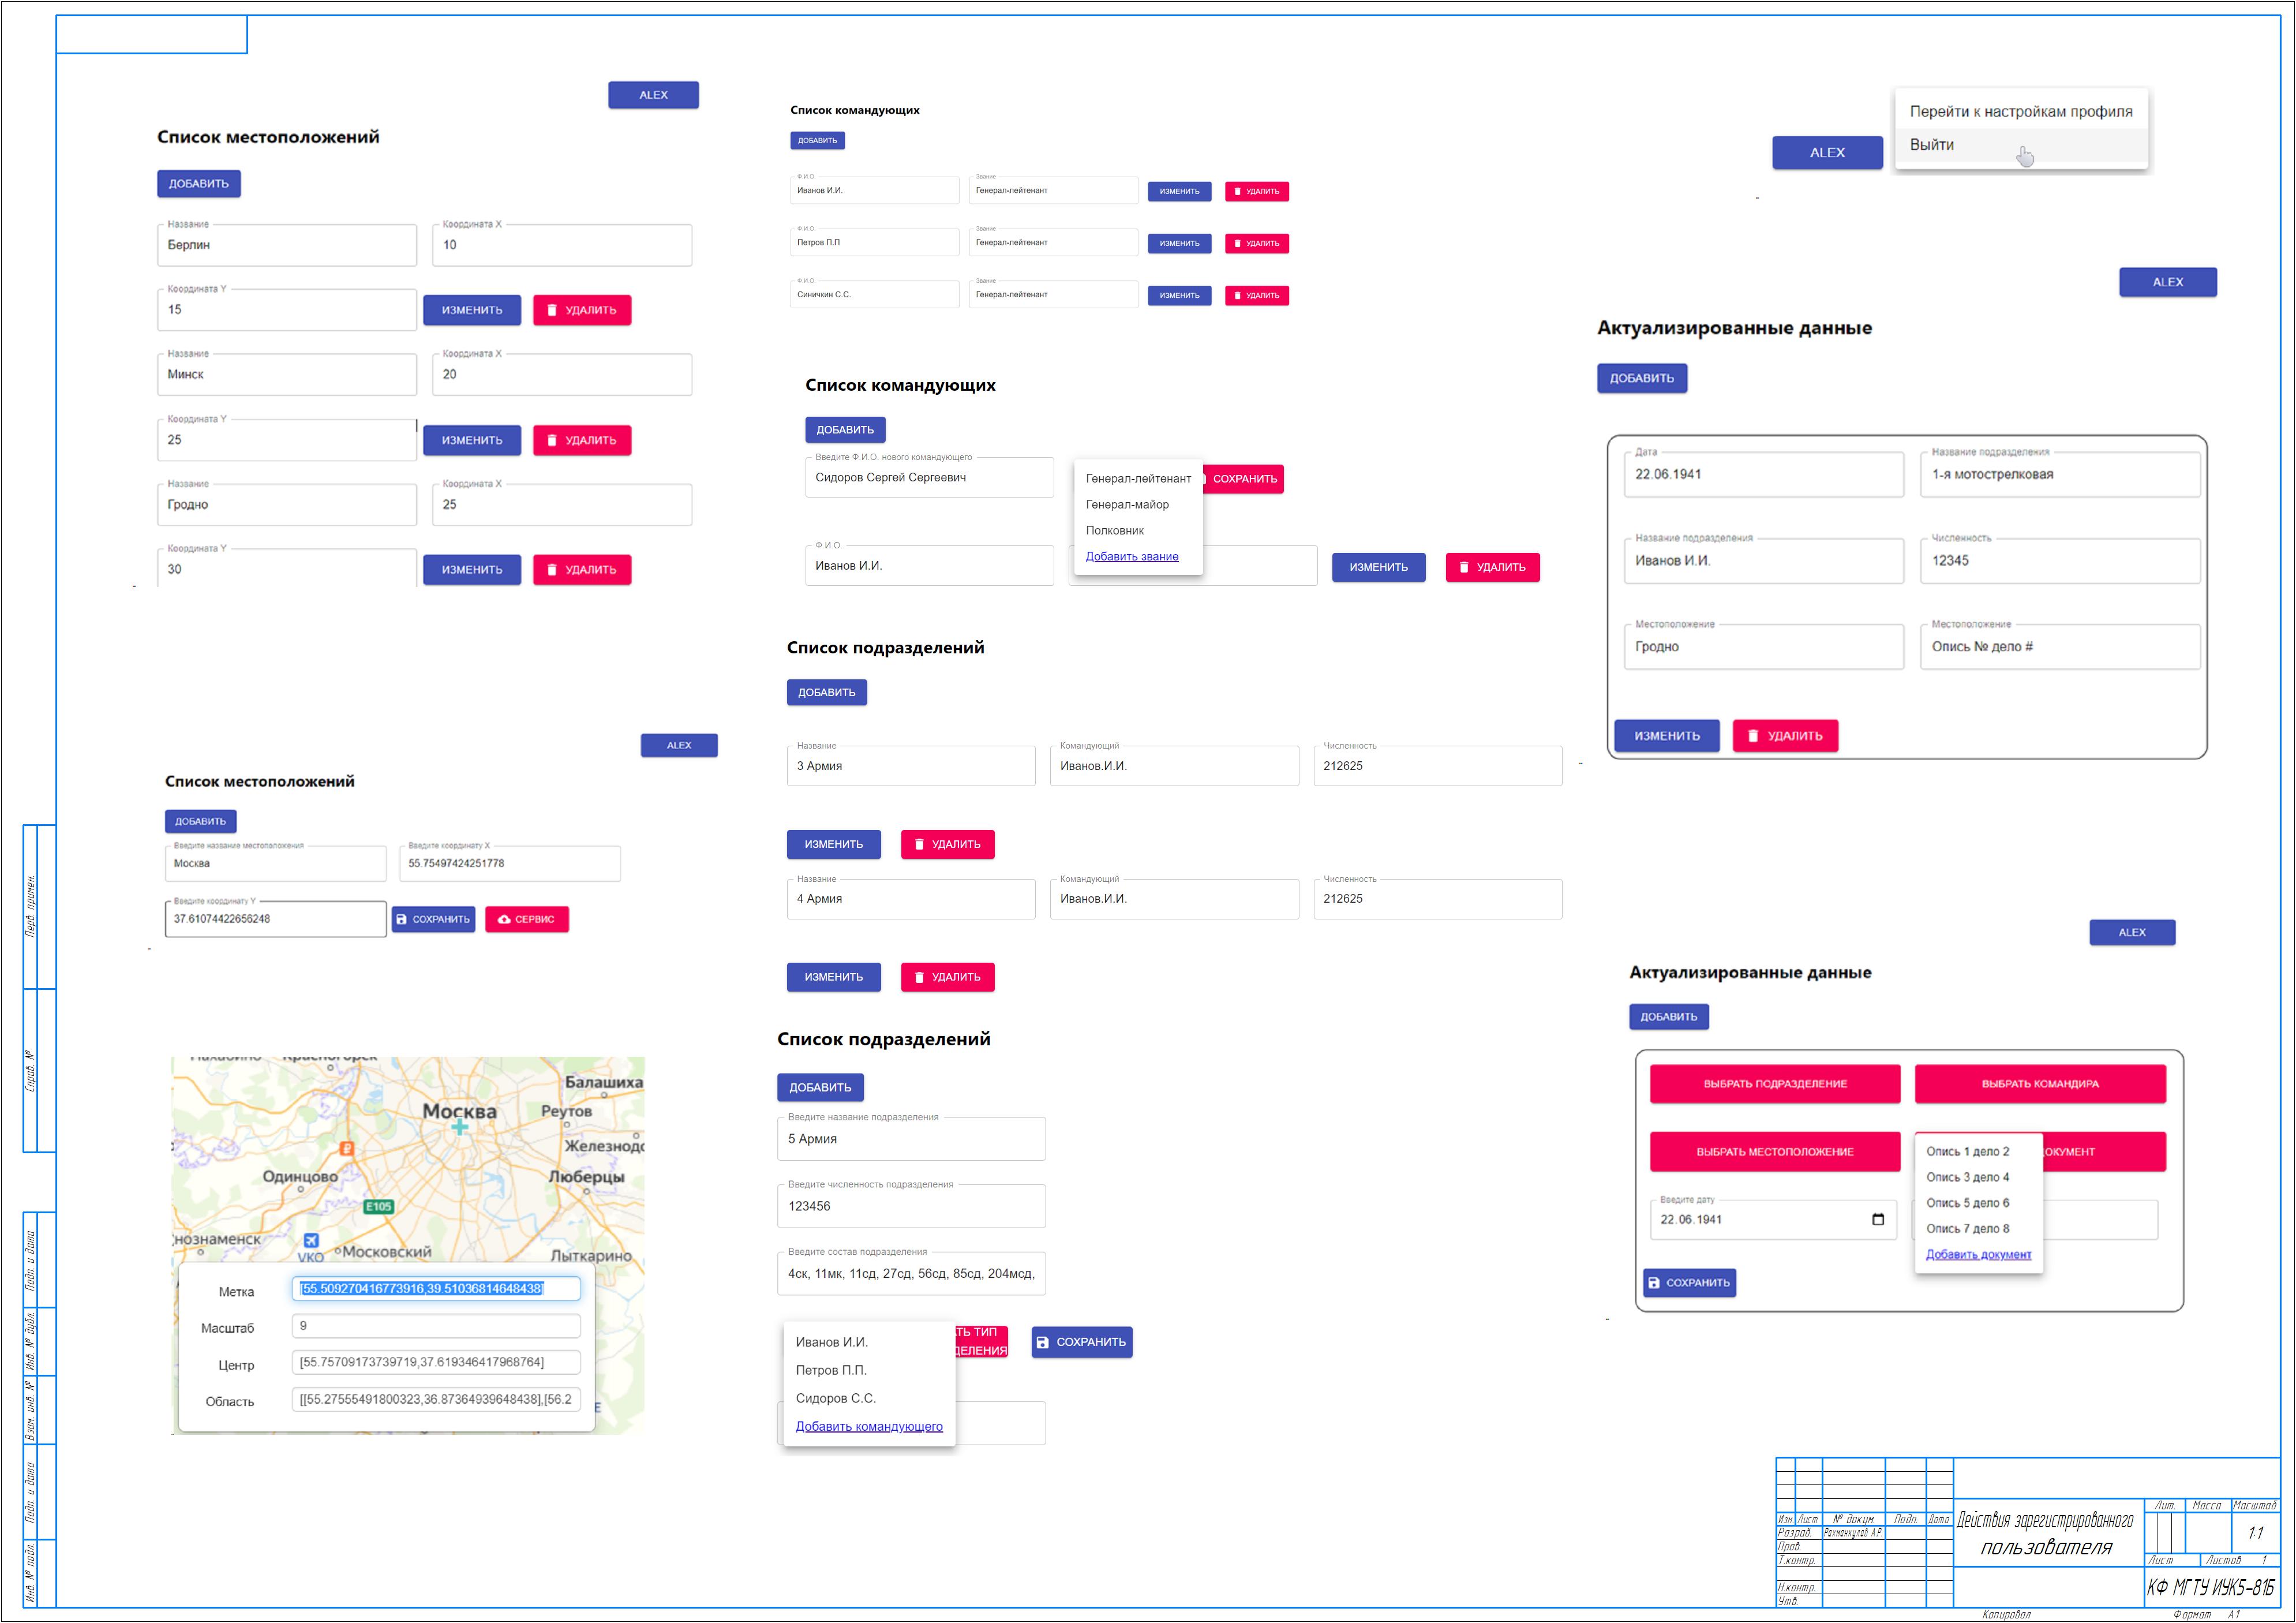 ALEX
Список местоположений
ДОБАВИТЬ
Название
Берлин
Координата X
10
Координата Y
15
ИЗМЕНИТЬ
УДАЛИТЬ
Название
Минск
Координата X
20
Координата Y
25
ИЗМЕНИТЬ
УДАЛИТЬ
Название
Гродно
Координата X
25
Координата Y
30
ИЗМЕНИТЬ
УДАЛИТЬ
ALEX
Список местоположений
ДОБАВИТЬ
Введите название местоположения
Москва
Введите координату X
55.75497424251778
Введите координату Y
37.61074422656248
СОХРАНИТЬ
СЕРВИС
Нахабино
Красногорск
Балашиха
Москва
Реутов
Железнодо
Одинцово
Люберцы
E105
нознаменск
VKO
Московский
Лыткарино
Метка
[55.509270416773916,39.51036814648438]
Масштаб
9
Центр
[55.75709173739719,37.619346417968764]
Область
[[55.27555491800323,36.87364939648438],[56.2
Список командующих
ДОБАВИТЬ
Ф.И.О.
Иванов И.И.
Звание
Генерал-лейтенант
ИЗМЕНИТЬ
УДАЛИТЬ
Ф.И.О.
Петров П.П
Звание
Генерал-лейтенант
ИЗМЕНИТЬ
УДАЛИТЬ
Ф.И.О.
Синичкин С.С.
Звание
Генерал-лейтенант
ИЗМЕНИТЬ
УДАЛИТЬ
Список командующих
ДОБАВИТЬ
Введите Ф.И.О. нового командующего
Сидоров Сергей Сергеевич
Генерал-лейтенант
Генерал-майор
Полковник
Добавить звание
СОХРАНИТЬ
Ф.И.О.
Иванов И.И.
ИЗМЕНИТЬ
УДАЛИТЬ
Список подразделений
ДОБАВИТЬ
Название
3 Армия
Командующий
Иванов.И.И.
Численность
212625
ИЗМЕНИТЬ
УДАЛИТЬ
Название
4 Армия
Командующий
Иванов.И.И.
Численность
212625
ИЗМЕНИТЬ
УДАЛИТЬ
Список подразделений
ДОБАВИТЬ
Введите название подразделения
5 Армия
Введите численность подразделения
123456
Введите состав подразделения
4ск, 11мк, 11сд, 27сд, 56сд, 85сд, 204мсд,
Иванов И.И.
Петров П.П.
Сидоров С.С.
Добавить командующего
ТЬ ТИП
ДЕЛЕНИЯ
СОХРАНИТЬ
ALEX
Перейти к настройкам профиля
Выйти
ALEX
Актуализированные данные
ДОБАВИТЬ
Дата
22.06.1941
Название подразделения
1-я мотострелковая
Название подразделения
Иванов И.И.
Численность
12345
Местоположение
Гродно
Местоположение
Опись № дело #
ИЗМЕНИТЬ
УДАЛИТЬ
ALEX
Актуализированные данные
ДОБАВИТЬ
ВЫБРАТЬ ПОДРАЗДЕЛЕНИЕ
ВЫБРАТЬ КОМАНДИРА
ВЫБРАТЬ МЕСТОПОЛОЖЕНИЕ
ОКУМЕНТ
Опись 1 дело 2
Опись 3 дело 4
Опись 5 дело 6
Опись 7 дело 8
Добавить документ
Введите дату
22.06.1941
СОХРАНИТЬ
Перв. примен.
Справ. №
Подп. и дата
Инв. № дубл.
Взам. инв. №
Подп. и дата
Инв. № подл.
Изм. Лист № докум. Подп. Дата
Разраб. Рахманкулов А.Р.
Пров.
Т.контр.
Н.контр.
Утв.
Действия зарегистрированного
пользователя
Лит. Масса Масштаб
1:1
Лист Листов 1
КФ МГТУ ИУК5-81Б
Копировал Формат А1